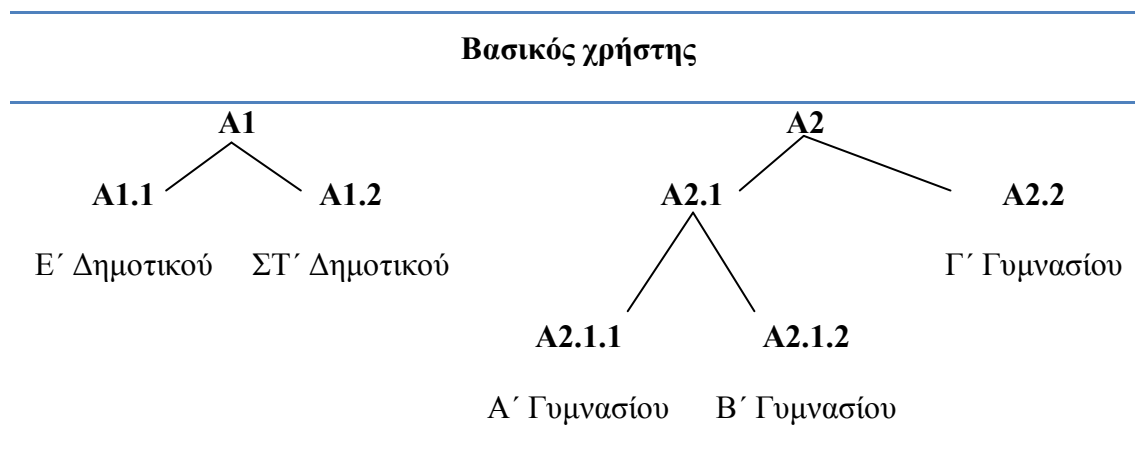 Βασικός χρήστης
A1 A2
A1.1 A1.2 A2.1 A2.2
Ε΄ Δημοτικού ΣΤ΄ Δημοτικού Γ΄ Γυμνασίου
A2.1.1 A2.1.2
Α΄ Γυμνασίου Β΄ Γυμνασίου